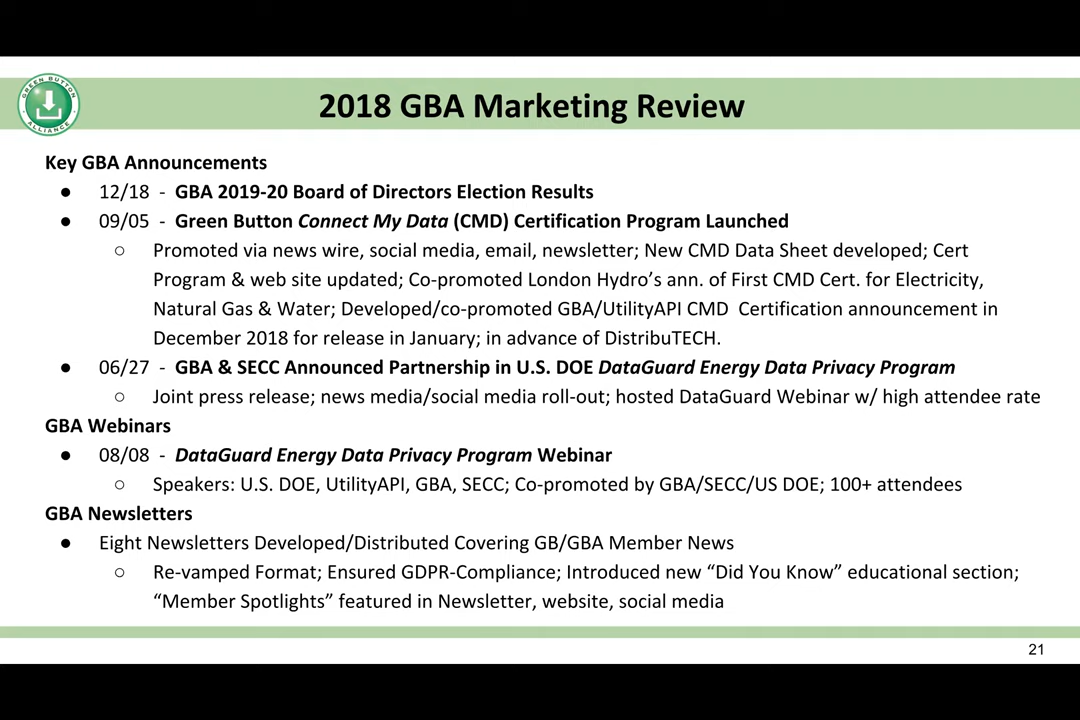 GREEN BUTTON
ALLIANCE
2018 GBA Marketing Review
Key GBA Announcements
● 12/18 - GBA 2019-20 Board of Directors Election Results
● 09/05 - Green Button Connect My Data (CMD) Certification Program Launched
○ Promoted via news wire, social media, email, newsletter; New CMD Data Sheet developed; Cert
Program & web site updated; Co-promoted London Hydro’s ann. of First CMD Cert. for Electricity,
Natural Gas & Water; Developed/co-promoted GBA/UtilityAPI CMD Certification announcement in
December 2018 for release in January; in advance of DistribuTECH.
● 06/27 - GBA & SECC Announced Partnership in U.S. DOE DataGuard Energy Data Privacy Program
○ Joint press release; news media/social media roll-out; hosted DataGuard Webinar w/ high attendee rate
GBA Webinars
● 08/08 - DataGuard Energy Data Privacy Program Webinar
○ Speakers: U.S. DOE, UtilityAPI, GBA, SECC; Co-promoted by GBA/SECC/US DOE; 100+ attendees
GBA Newsletters
● Eight Newsletters Developed/Distributed Covering GB/GBA Member News
○ Re-vamped Format; Ensured GDPR-Compliance; Introduced new “Did You Know” educational section;
“Member Spotlights” featured in Newsletter, website, social media
21